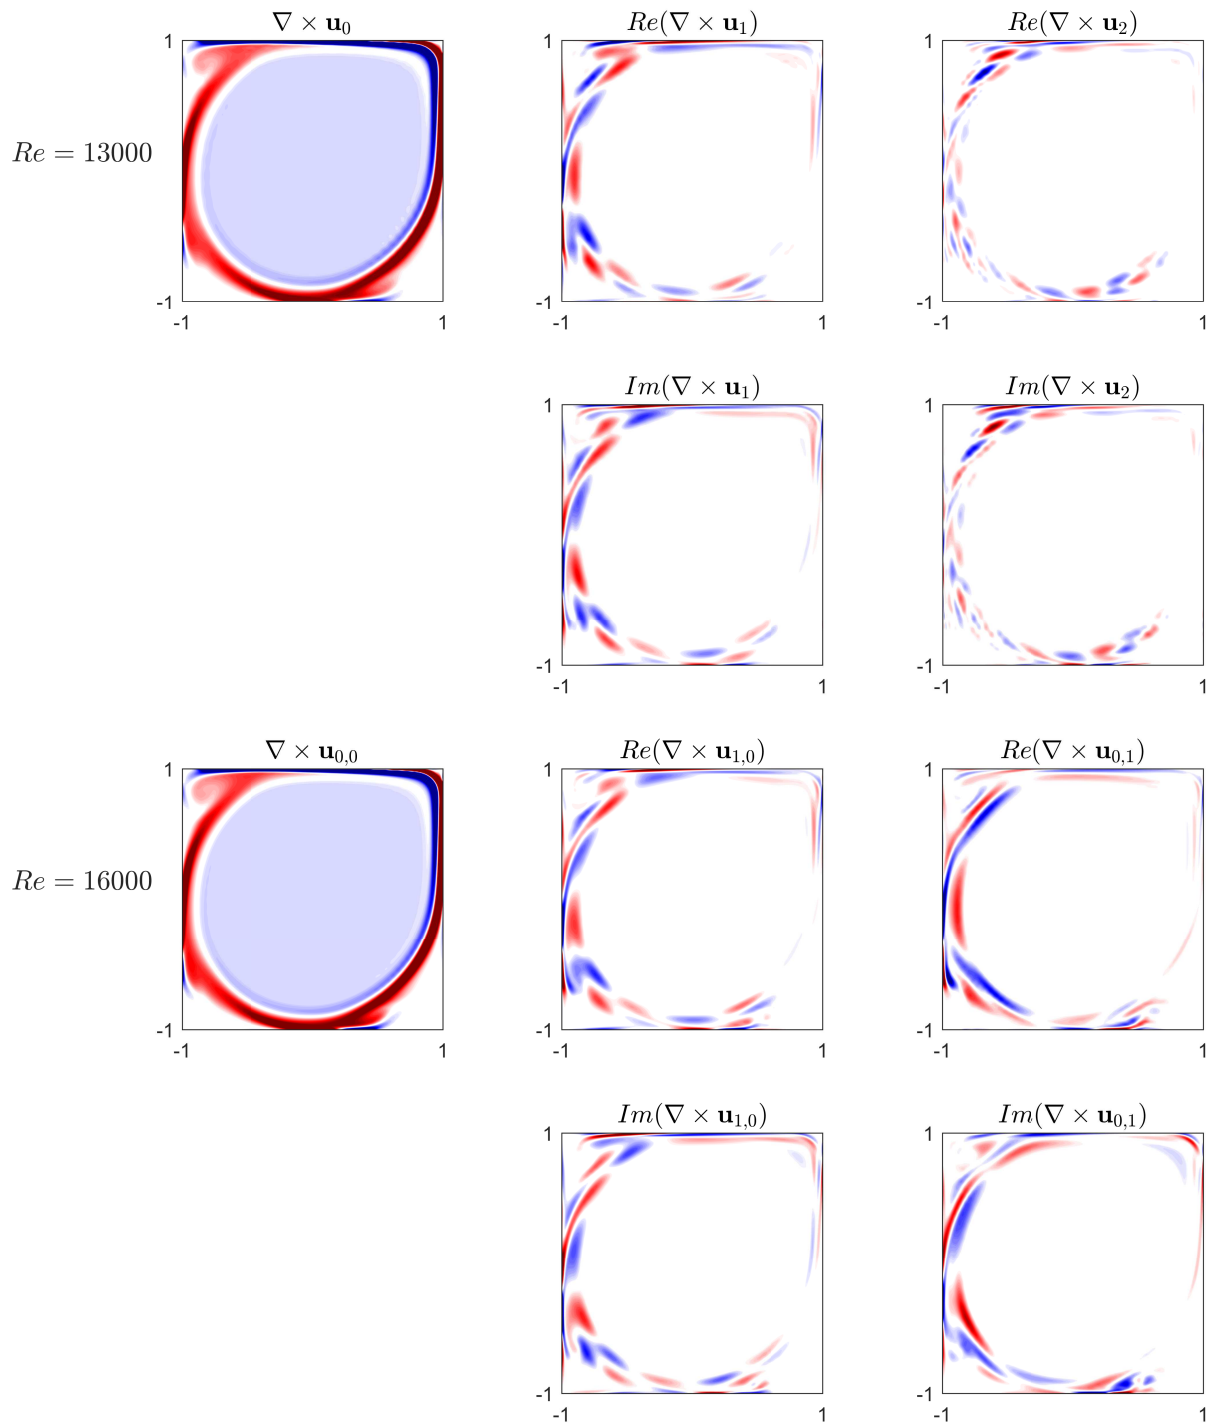 ∇ × u₀ Re(∇ × u₁) Re(∇ × u₂)
1 1 1
Re = 13000
-1 -1 -1
-1 1 -1 1 -1 1
Im(∇ × u₁) Im(∇ × u₂)
1 1
-1 -1
-1 1 -1 1
∇ × u₀,₀ Re(∇ × u₁,₀) Re(∇ × u₀,₁)
1 1 1
Re = 16000
-1 -1 -1
-1 1 -1 1 -1 1
Im(∇ × u₁,₀) Im(∇ × u₀,₁)
1 1
-1 -1
-1 1 -1 1